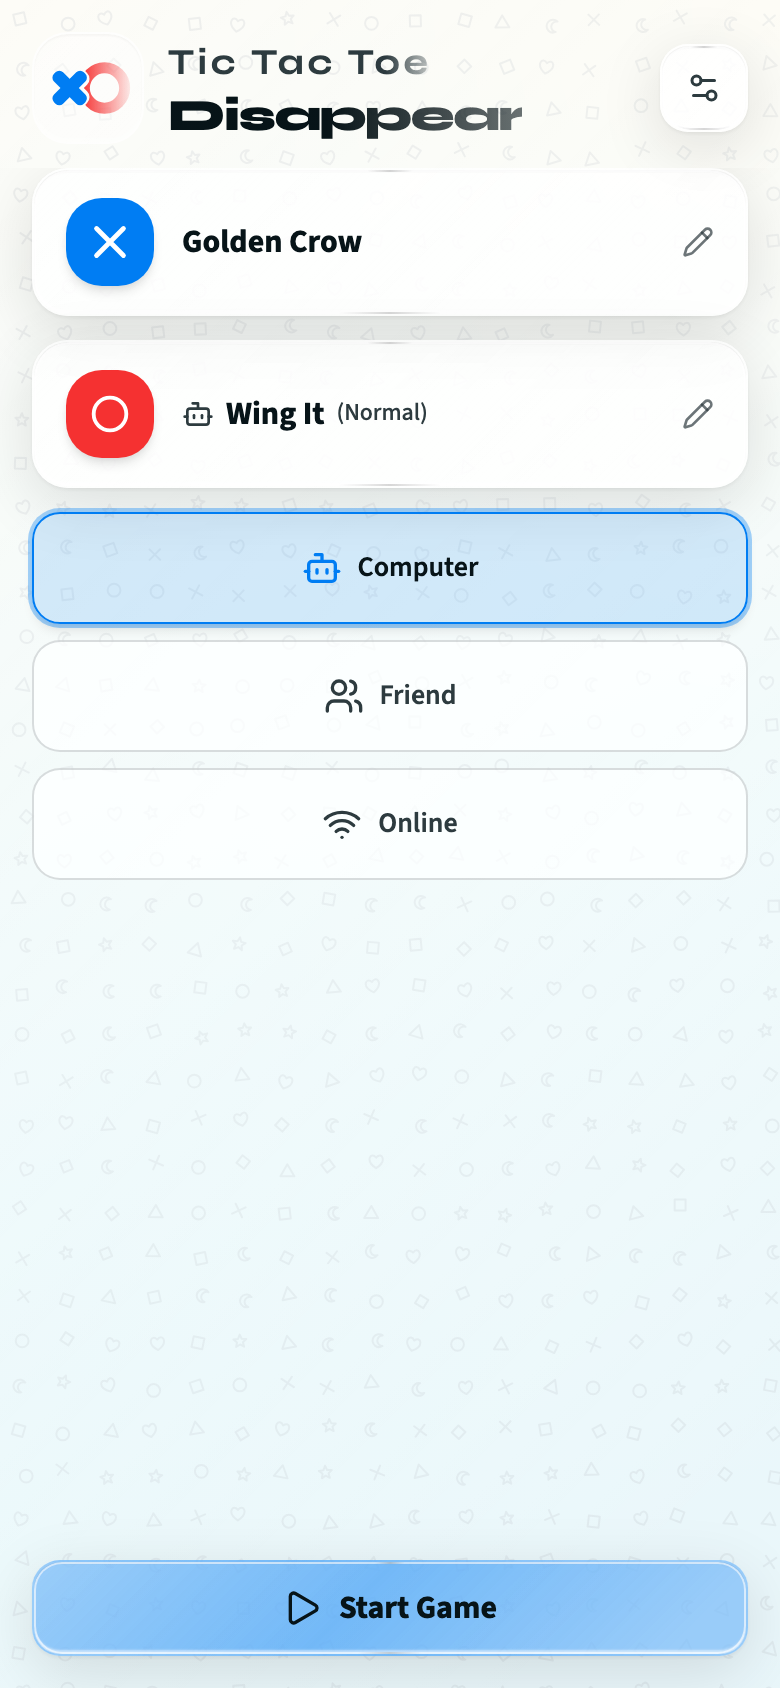 Tic Tac Toe
Disappear
Golden Crow
Wing It (Normal)
Computer
Friend
Online
Start Game